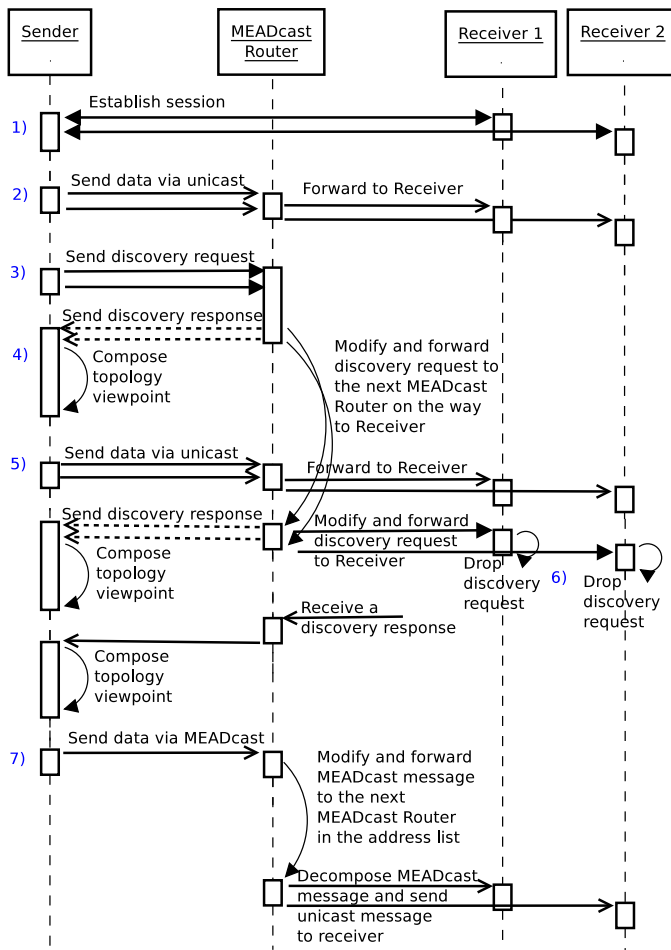 Sender
MEADcast
Router
Receiver 1
Receiver 2
1)
Establish session
2)
Send data via unicast
Forward to Receiver
3)
Send discovery request
Send discovery response
4)
Compose
topology
viewpoint
Modify and forward
discovery request to
the next MEADcast
Router on the way
to Receiver
5)
Send data via unicast
Forward to Receiver
Send discovery response
Compose
topology
viewpoint
Modify and forward
discovery request
to Receiver
Drop
discovery
request
6)
Drop
discovery
request
Receive a
discovery response
Compose
topology
viewpoint
7)
Send data via MEADcast
Modify and forward
MEADcast message
to the next
MEADcast Router
in the address list
Decompose MEADcast
message and send
unicast message
to receiver